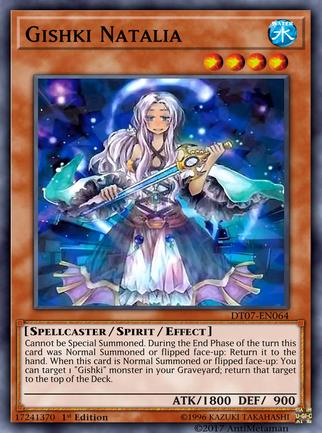 Gishki Natalia
WATER
水
DT07-EN064
[SPELLCASTER / SPIRIT / EFFECT]
Cannot be Special Summoned. During the End Phase of the turn this
card was Normal Summoned or flipped face-up: Return it to the
hand. When this card is Normal Summoned or flipped face-up: You
can target 1 "Gishki" monster in your Graveyard; return that target
to the top of the Deck.
ATK/1800 DEF/ 900
17241370 1st Edition ©1996 KAZUKI TAKAHASHI
©2017 AntiMetaman